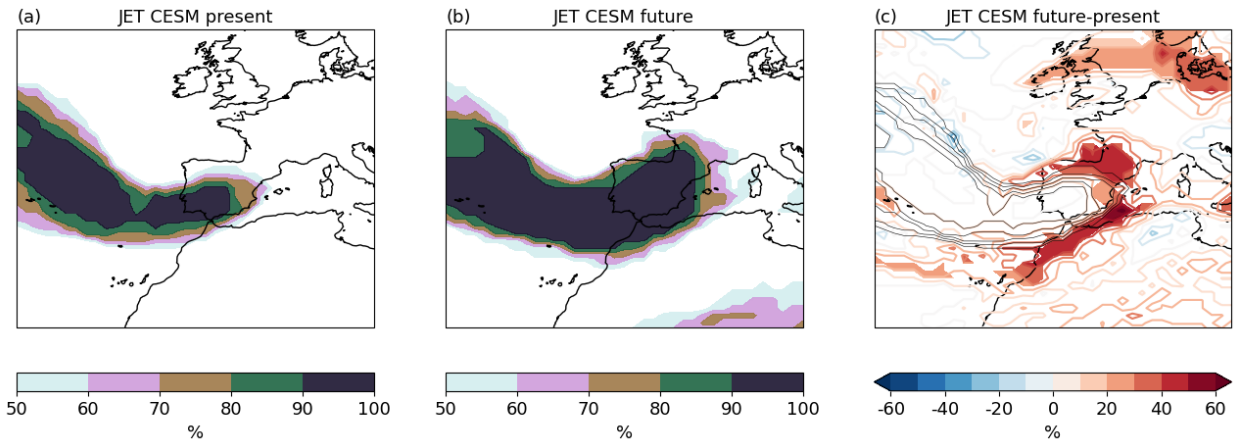 (a) JET CESM present
(b) JET CESM future
(c) JET CESM future-present
50 60 70 80 90 100
%
50 60 70 80 90 100
%
-60 -40 -20 0 20 40 60
%